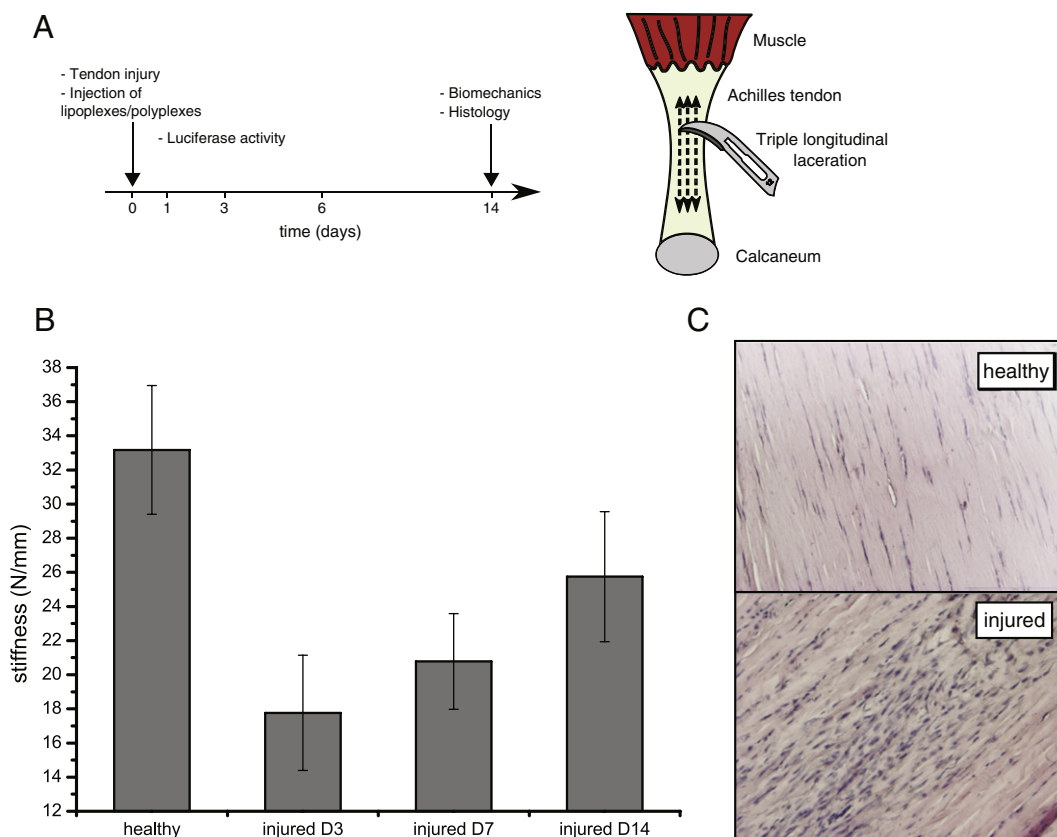 A
- Tendon injury
- Injection of
lipoplexes/polyplexes
- Luciferase activity
- Biomechanics
- Histology
0 1 3 6 14
time (days)
Muscle
Achilles tendon
Triple longitudinal
laceration
Calcaneum
B
38
36
34
32
30
28
26
24
22
20
18
16
14
12
stiffness (N/mm)
healthy injured D3 injured D7 injured D14
C
healthy
injured